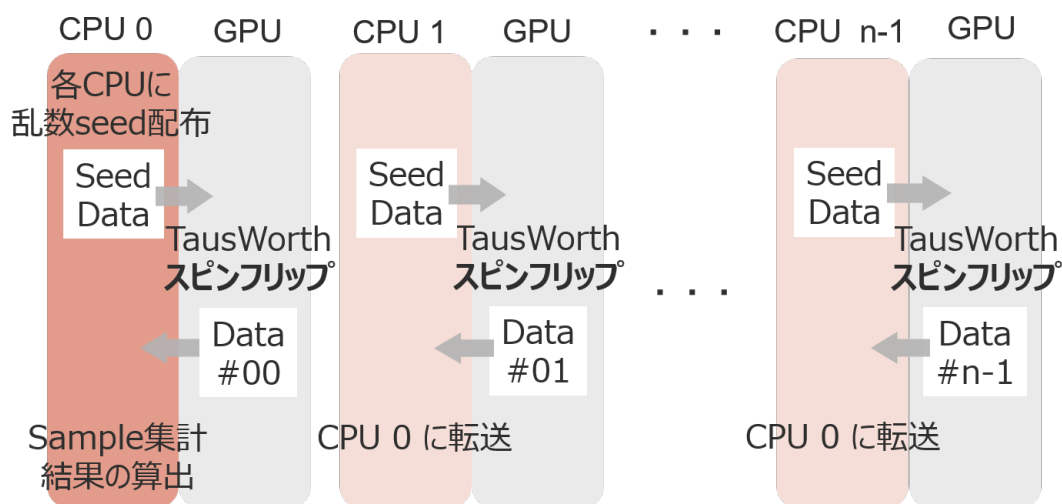 CPU 0
GPU
CPU 1
GPU
・・・
CPU n-1
GPU
各CPUに
乱数seed配布
Seed
Data
Seed
Data
Seed
Data
TausWorth
スピンフリップ
TausWorth
スピンフリップ
・・・
TausWorth
スピンフリップ
Data
#00
Data
#01
Data
#n-1
Sample集計
結果の算出
CPU 0 に転送
CPU 0 に転送